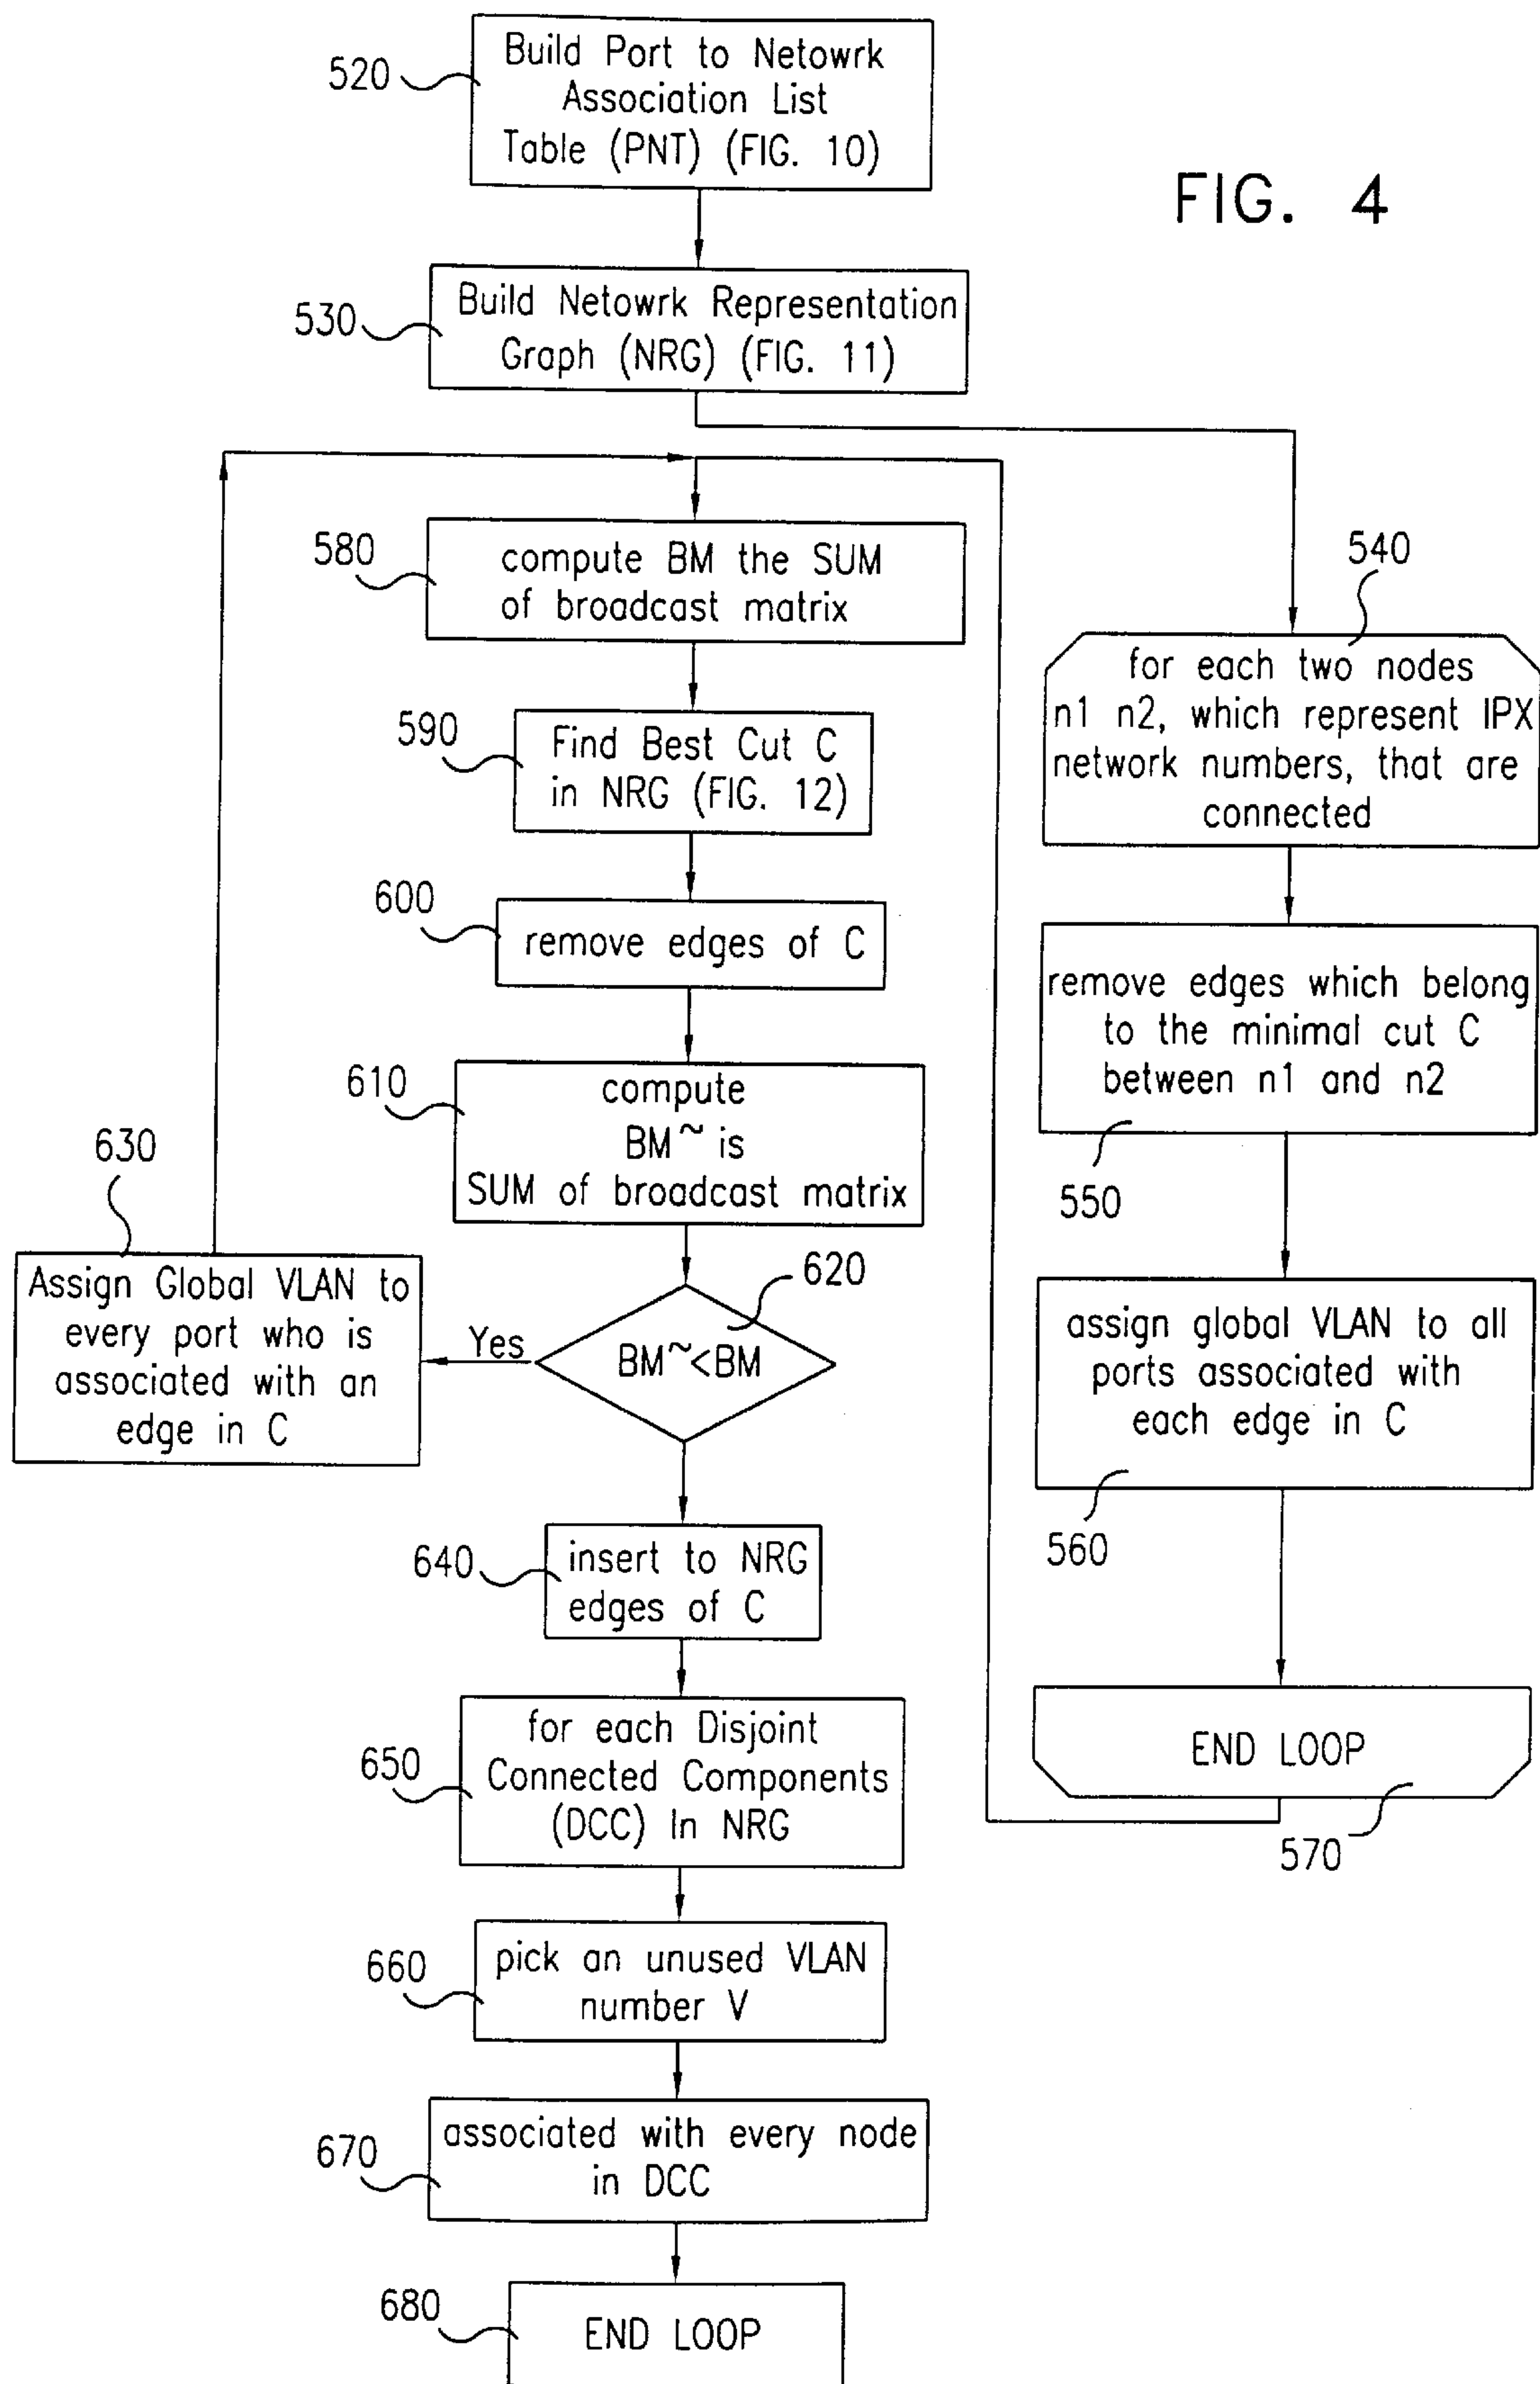 520
Build Port to Netowrk
Association List
Table (PNT) (FIG. 10)
FIG. 4
530
Build Netowrk Representation
Graph (NRG) (FIG. 11)
540
for each two nodes
n1 n2, which represent IPX
network numbers, that are
connected
remove edges which belong
to the minimal cut C
between n1 and n2
550
assign global VLAN to all
ports associated with
each edge in C
560
END LOOP
570
580
compute BM the SUM
of broadcast matrix
590
Find Best Cut C
in NRG (FIG. 12)
600
remove edges of C
610
compute
BM~ is
SUM of broadcast matrix
620
BM~<BM
Yes
630
Assign Global VLAN to
every port who is
associated with an
edge in C
640
insert to NRG
edges of C
650
for each Disjoint
Connected Components
(DCC) In NRG
660
pick an unused VLAN
number V
670
associated with every node
in DCC
680
END LOOP